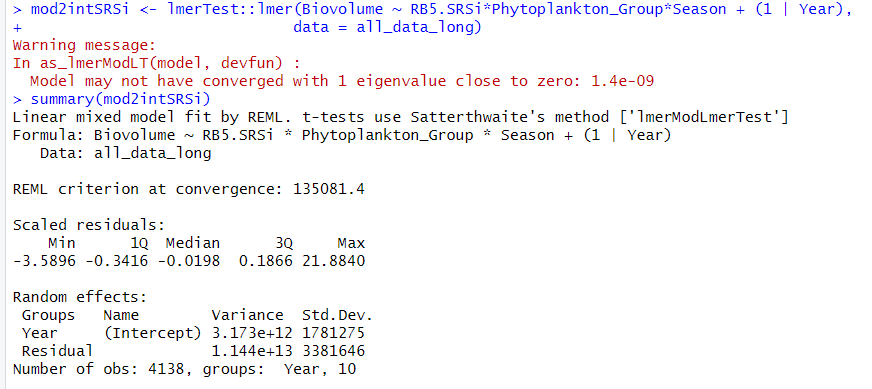 > mod2intSRSi <- lmerTest::lmer(Biovolume ~ RB5.SRSi*Phytoplankton_Group*Season + (1 | Year),
+                               data = all_data_long)
Warning message:
In as_lmerModLT(model, devfun) :
  Model may not have converged with 1 eigenvalue close to zero: 1.4e-09
> summary(mod2intSRSi)
Linear mixed model fit by REML. t-tests use Satterthwaite's method ['lmerModLmerTest']
Formula: Biovolume ~ RB5.SRSi * Phytoplankton_Group * Season + (1 | Year)
   Data: all_data_long

REML criterion at convergence: 135081.4

Scaled residuals:
    Min      1Q  Median      3Q     Max
-3.5896 -0.3416 -0.0198  0.1866 21.8840

Random effects:
 Groups   Name        Variance  Std.Dev.
 Year     (Intercept) 3.173e+12 1781275
 Residual             1.144e+13 3381646
Number of obs: 4138, groups:  Year, 10